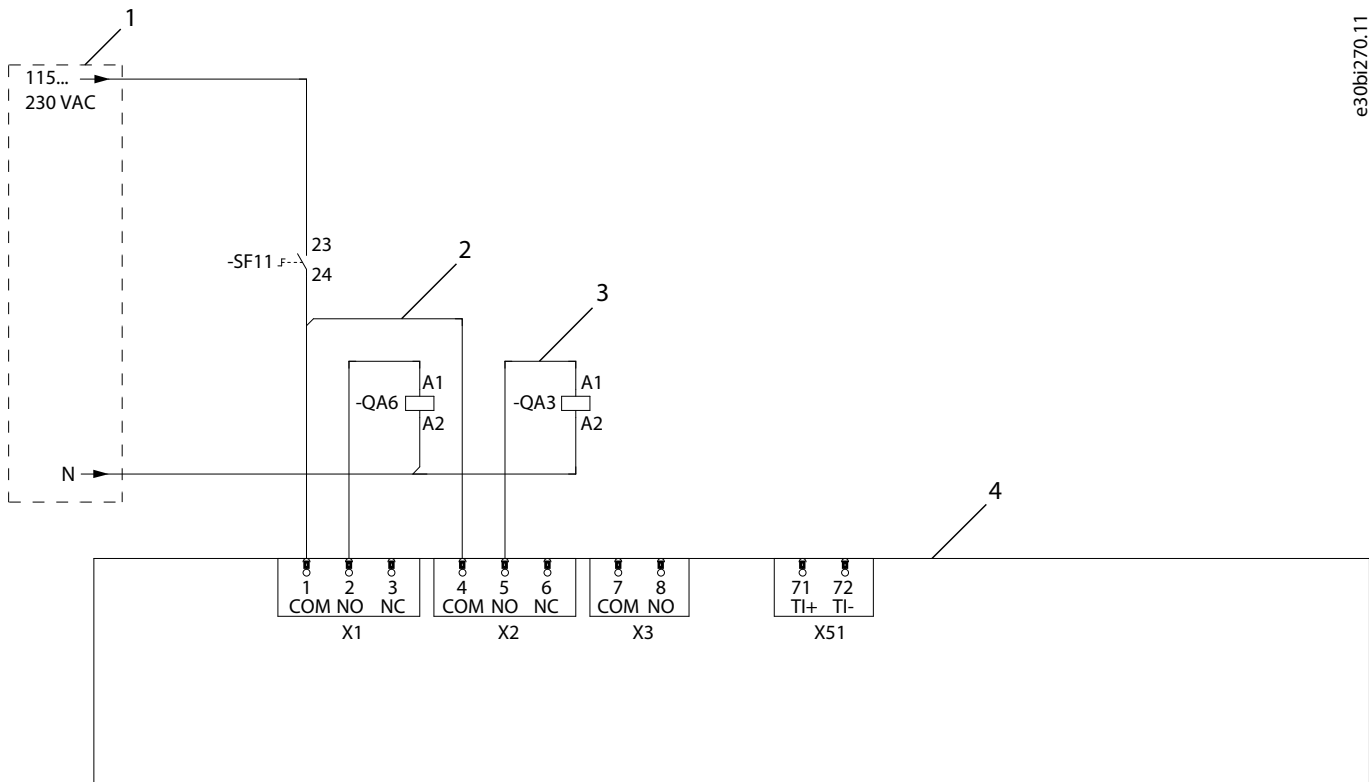 1
e30bi270.11
115...
230 VAC
23
-SF11
24
2
3
A1
-QA6
A2
A1
-QA3
A2
N
4
1 2 3 4 5 6 7 8 71 72
COM NO NC COM NO NC COM NO TI+ TI-
X1 X2 X3 X51